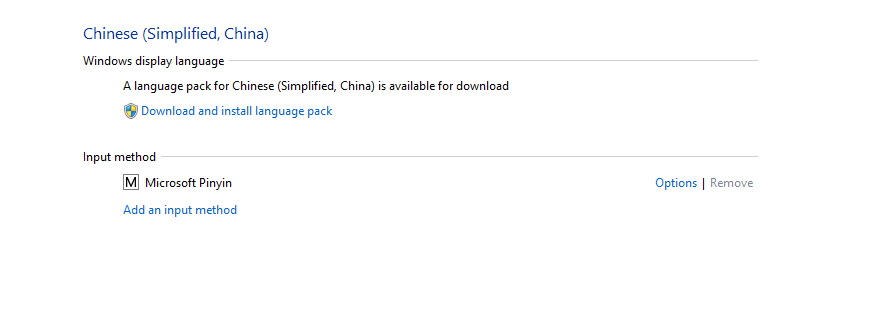 Chinese (Simplified, China)
Windows display language
A language pack for Chinese (Simplified, China) is available for download
Download and install language pack
Input method
M Microsoft Pinyin Options | Remove
Add an input method